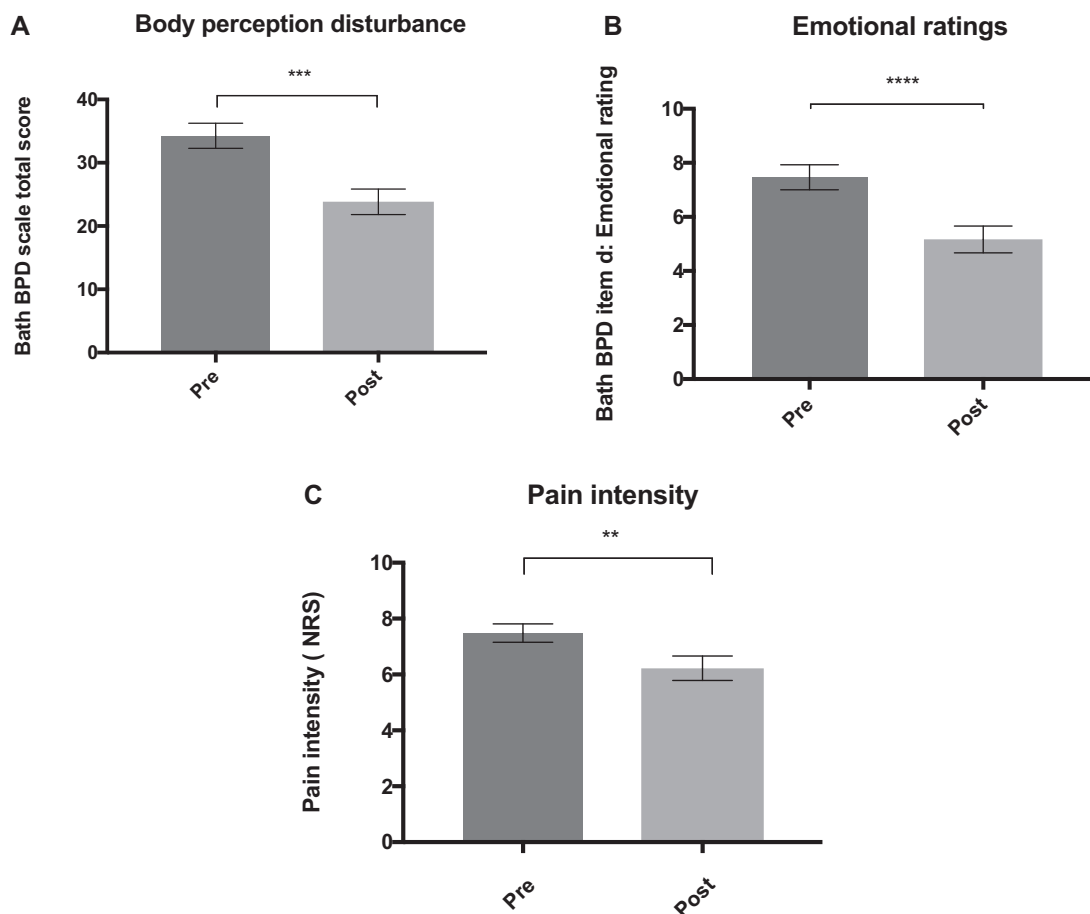 A
Body perception disturbance
***
Bath BPD scale total score
40
30
20
10
0
Pre
Post
B
Emotional ratings
****
Bath BPD item d: Emotional rating
10
8
6
4
2
0
Pre
Post
C
Pain intensity
**
Pain intensity ( NRS)
10
8
6
4
2
0
Pre
Post